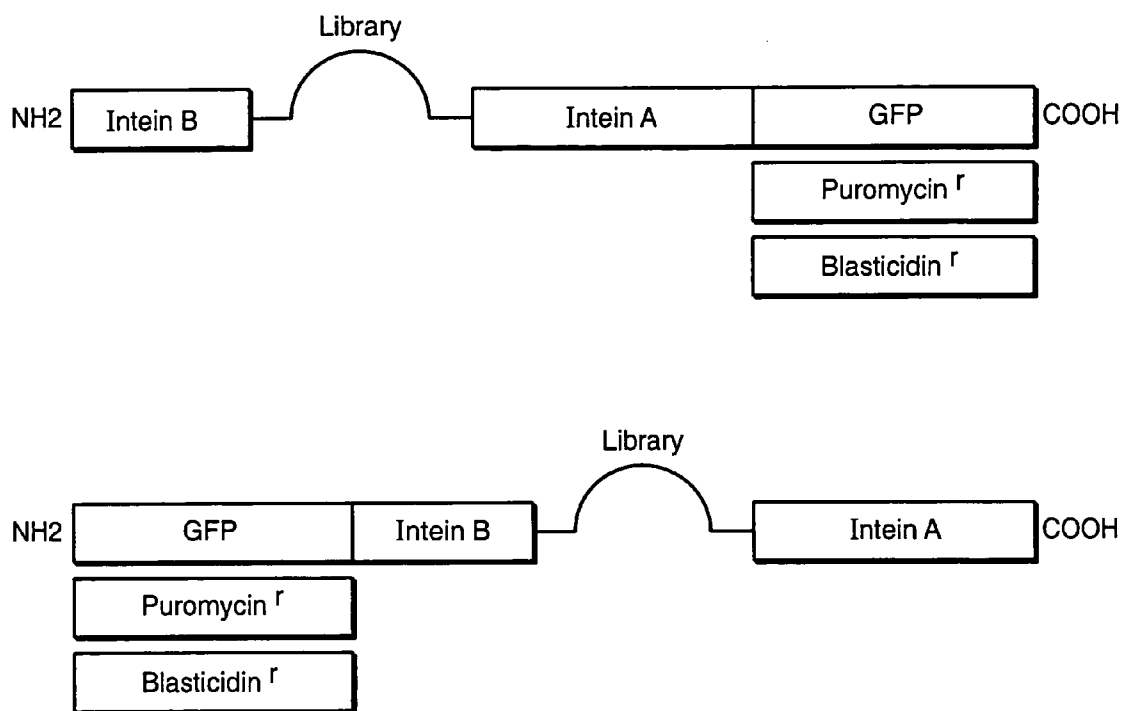 Library
NH2 Intein B Intein A GFP COOH
Puromycin r
Blasticidin r
Library
NH2 GFP Intein B Intein A COOH
Puromycin r
Blasticidin r